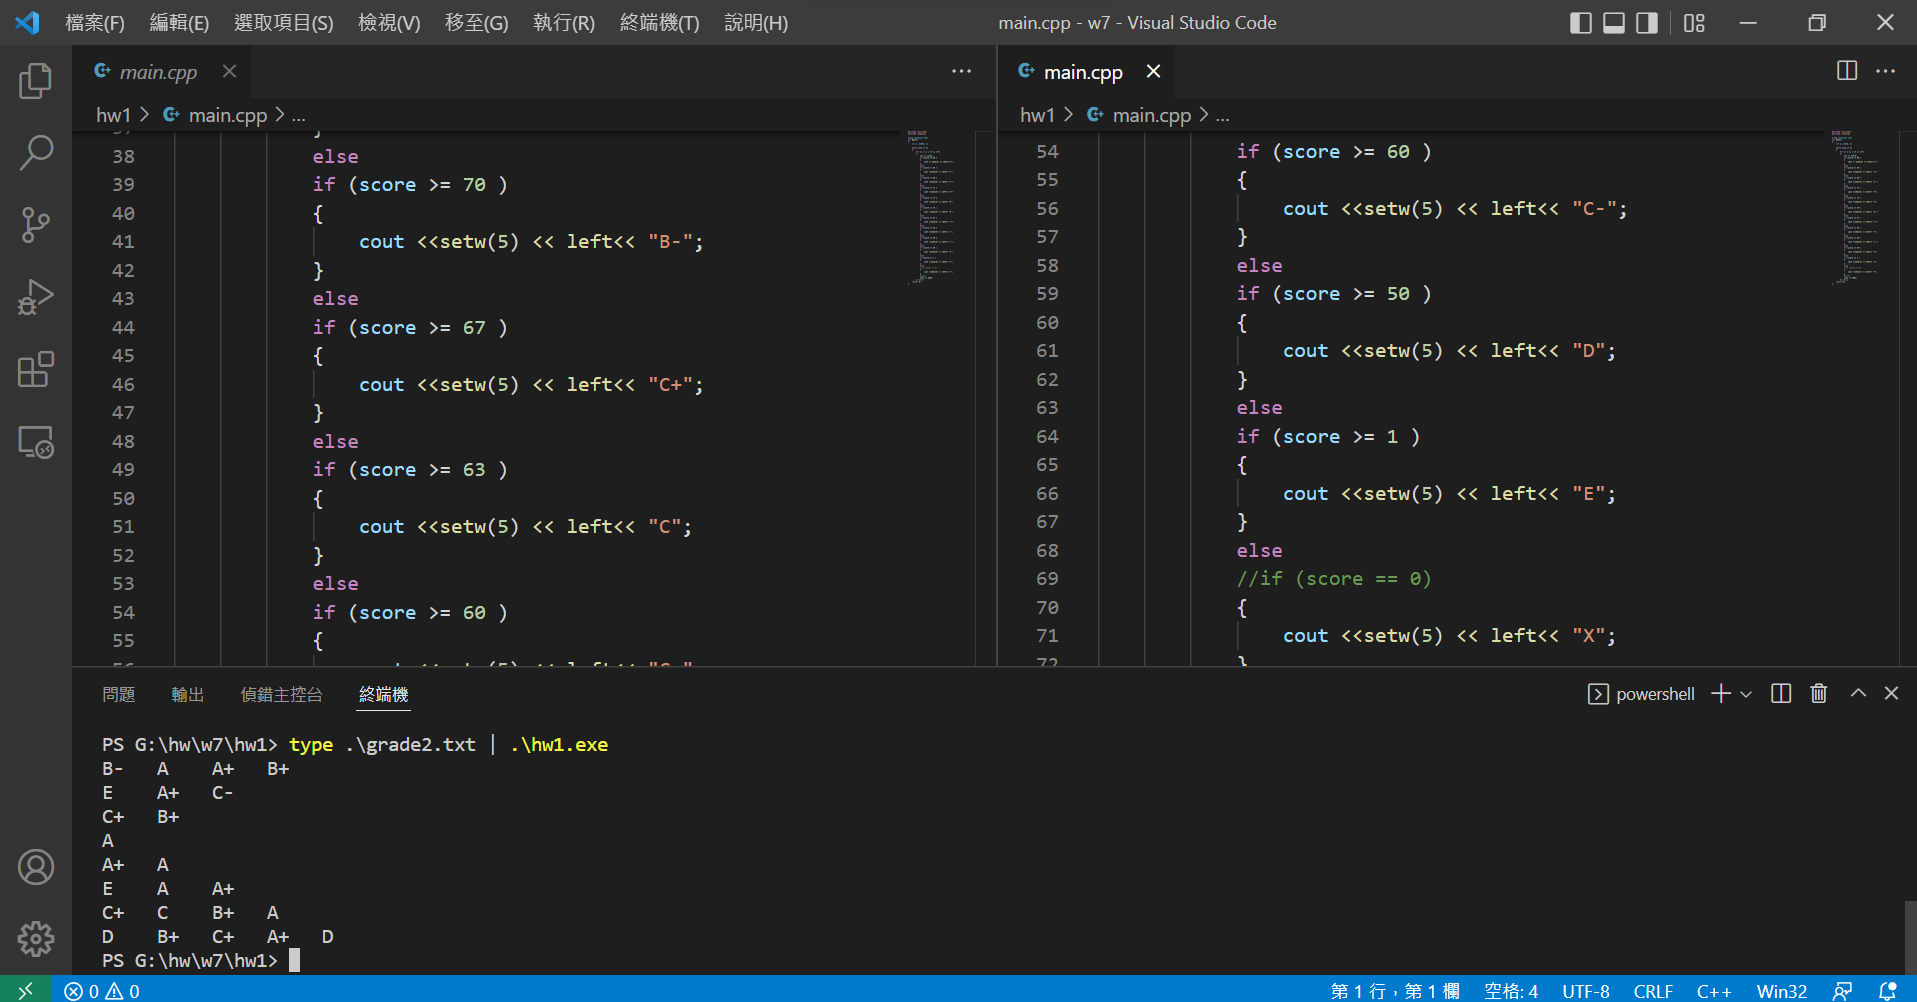 檔案(F) 編輯(E) 選取項目(S) 檢視(V) 移至(G) 執行(R) 終端機(T) 說明(H) main.cpp - w7 - Visual Studio Code
main.cpp
hw1 > main.cpp > ...
38 else
39 if (score >= 70 )
40 {
41 cout <<setw(5) << left<< "B-";
42 }
43 else
44 if (score >= 67 )
45 {
46 cout <<setw(5) << left<< "C+";
47 }
48 else
49 if (score >= 63 )
50 {
51 cout <<setw(5) << left<< "C";
52 }
53 else
54 if (score >= 60 )
55 {
main.cpp
hw1 > main.cpp > ...
54 if (score >= 60 )
55 {
56 cout <<setw(5) << left<< "C-";
57 }
58 else
59 if (score >= 50 )
60 {
61 cout <<setw(5) << left<< "D";
62 }
63 else
64 if (score >= 1 )
65 {
66 cout <<setw(5) << left<< "E";
67 }
68 else
69 //if (score == 0)
70 {
71 cout <<setw(5) << left<< "X";
72 }
問題 輸出 偵錯主控台 終端機 powershell
PS G:\hw\w7\hw1> type .\grade2.txt | .\hw1.exe
B- A A+ B+
E A+ C-
C+ B+
A
A+ A
E A A+
C+ C B+ A
D B+ C+ A+ D
PS G:\hw\w7\hw1>
0 0 第 1 行，第 1 欄 空格: 4 UTF-8 CRLF C++ Win32